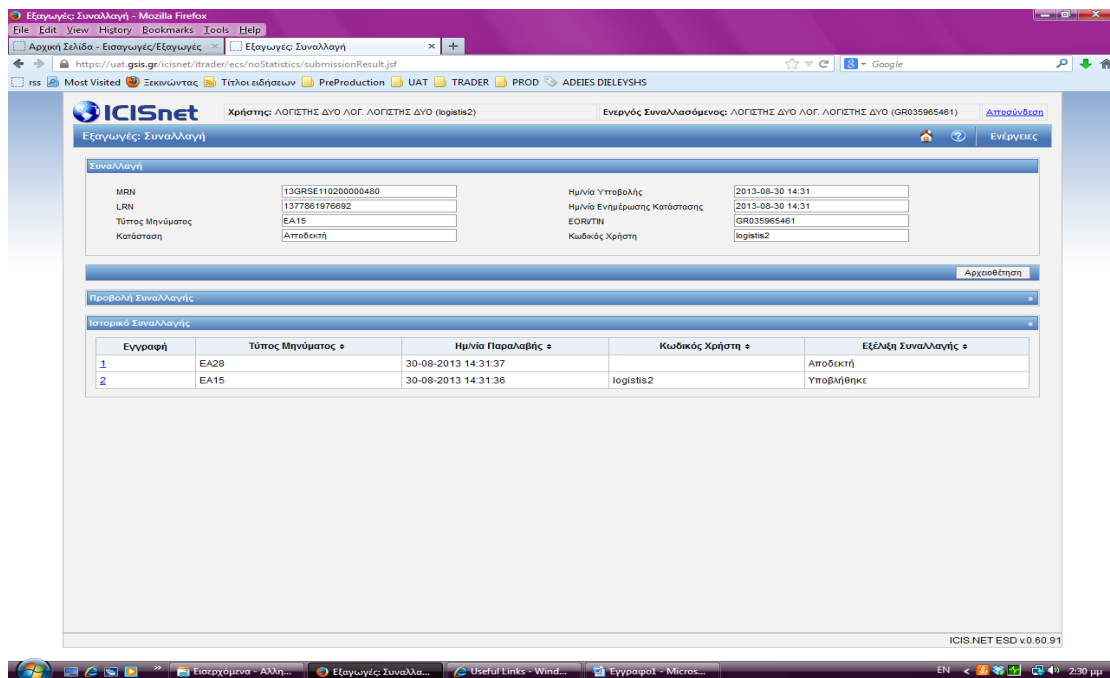 Εξαγωγές: Συναλλαγή - Mozilla Firefox
File Edit View History Bookmarks Tools Help
Αρχική Σελίδα - Εισαγωγές/Εξαγωγές × Εξαγωγές: Συναλλαγή × +
https://uat.gsis.gr/icisnet/itrader/ecs/noStatistics/submissionResult.jsf Google
rss Most Visited Ξεκινώντας Τίτλοι ειδήσεων PreProduction UAT TRADER PROD ADEIES DIELEYSHS
ICISnet Χρήστης: ΛΟΓΙΣΤΗΣ ΔΥΟ ΛΟΓ. ΛΟΓΙΣΤΗΣ ΔΥΟ (logistis2) Ενεργός Συναλλασόμενος: ΛΟΓΙΣΤΗΣ ΔΥΟ ΛΟΓ. ΛΟΓΙΣΤΗΣ ΔΥΟ (GR035965461) Αποσύνδεση
Εξαγωγές: Συναλλαγή Ενέργειες
Συναλλαγή
MRN 13GRSE110200000480 Ημ/νία Υποβολής 2013-08-30 14:31
LRN 1377861976692 Ημ/νία Ενημέρωσης Κατάστασης 2013-08-30 14:31
Τύπος Μηνύματος EA15 EORI/TIN GR035965461
Κατάσταση Αποδεκτή Κωδικός Χρήστη logistis2
Αρχειοθέτηση
Προβολή Συναλλαγής »
Ιστορικό Συναλλαγής «
Εγγραφή Τύπος Μηνύματος Ημ/νία Παραλαβής Κωδικός Χρήστη Εξέλιξη Συναλλαγής
1 EA28 30-08-2013 14:31:37 Αποδεκτή
2 EA15 30-08-2013 14:31:36 logistis2 Υποβλήθηκε
ICIS.NET ESD v.0.60.91
» Εισερχόμενα - Αλλη... Εξαγωγές: Συναλλα... Useful Links - Wind... Έγγραφο1 - Micros... EN < 2:30 μμ